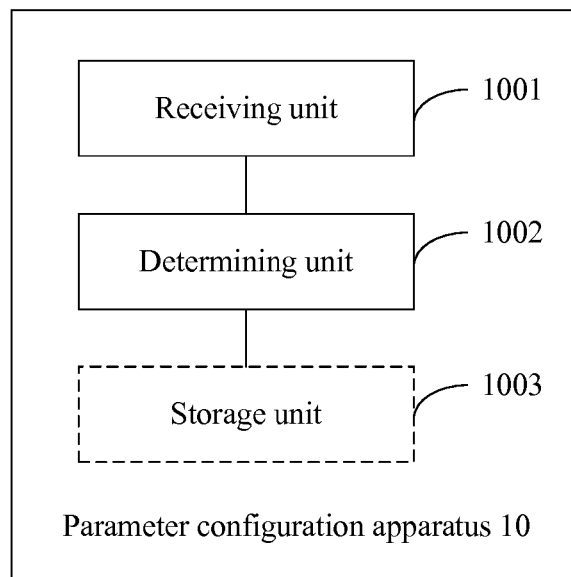 Receiving unit
1001
Determining unit
1002
Storage unit
1003
Parameter configuration apparatus 10